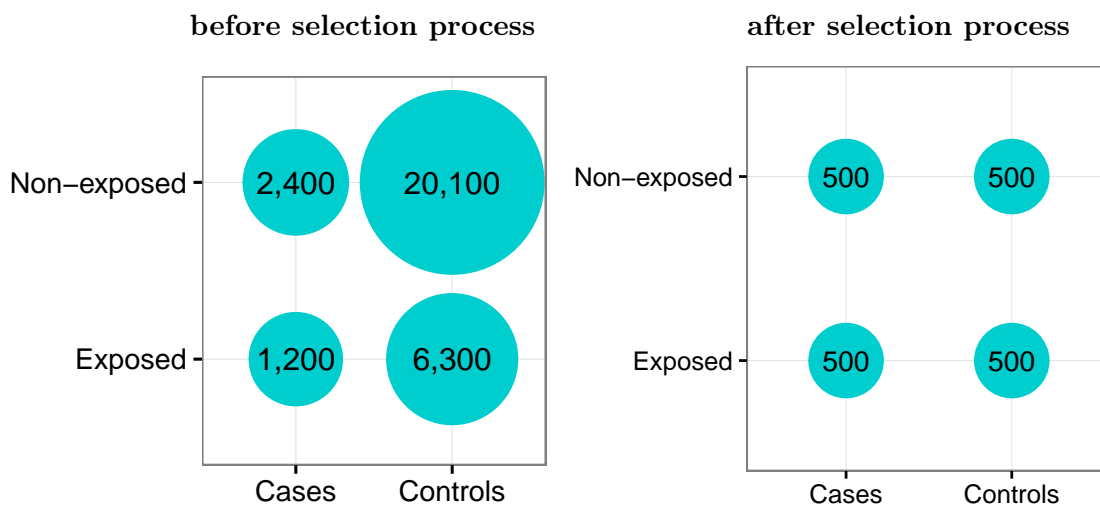 before selection process
Non−exposed
2,400
20,100
Exposed
1,200
6,300
Cases
Controls
after selection process
Non−exposed
500
500
Exposed
500
500
Cases
Controls